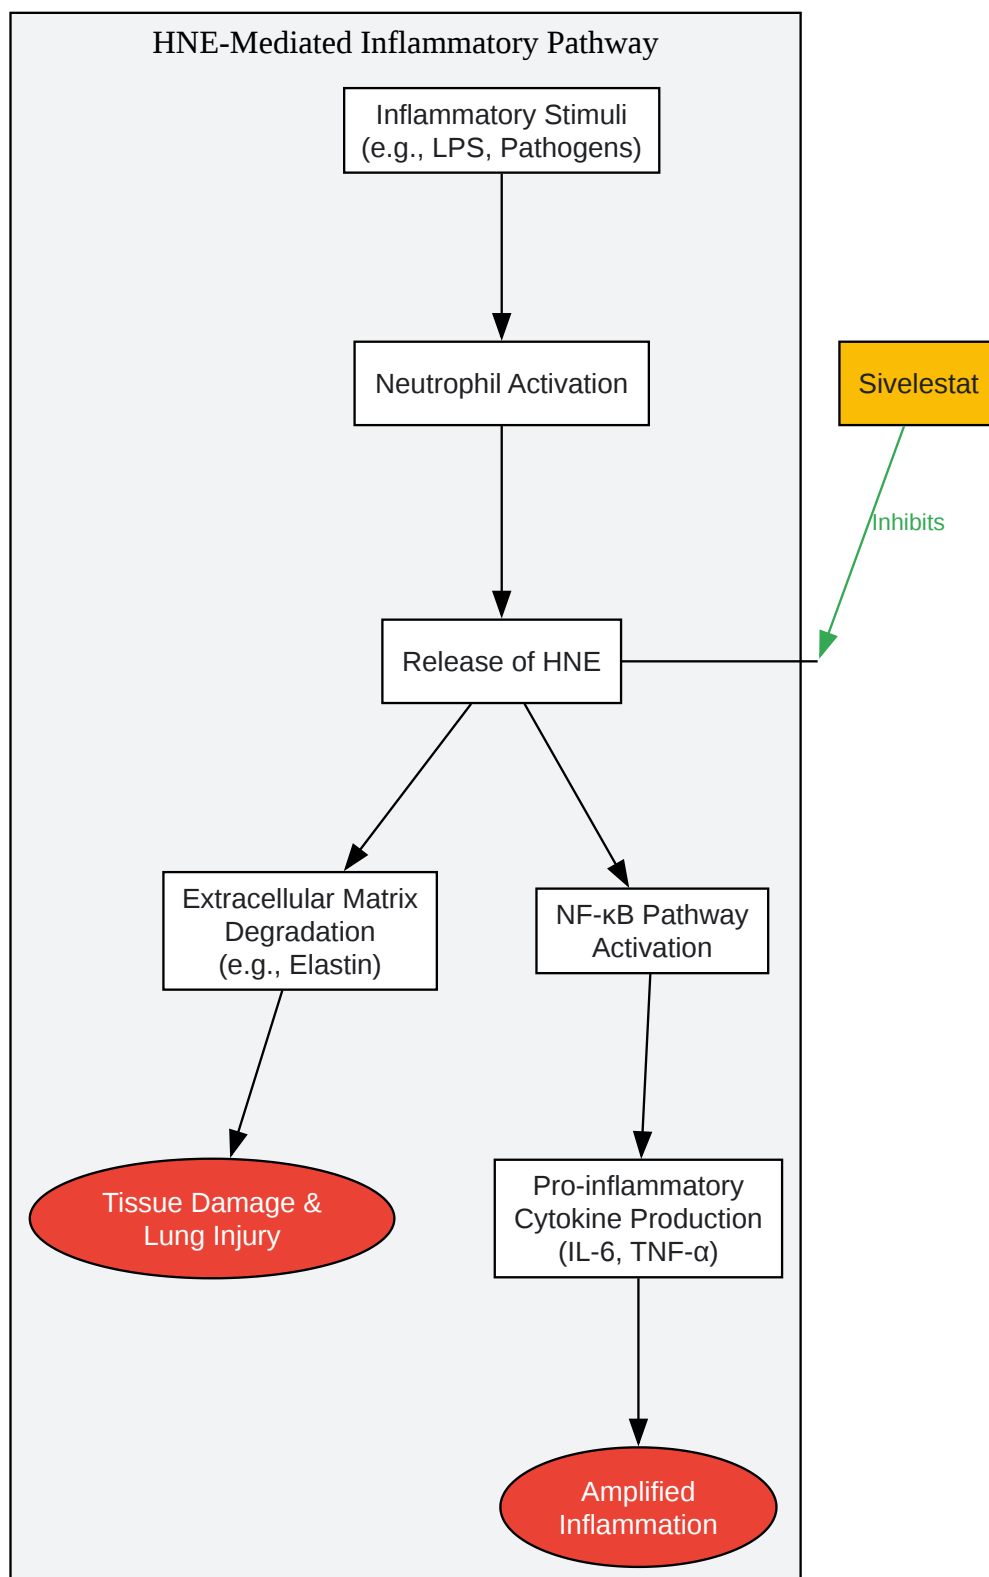 HNE-Mediated Inflammatory Pathway
Inflammatory Stimuli
(e.g., LPS, Pathogens)
Neutrophil Activation
Sivelestat
Inhibits
Release of HNE
Extracellular Matrix
Degradation
(e.g., Elastin)
NF-κB Pathway
Activation
Tissue Damage &
Lung Injury
Pro-inflammatory
Cytokine Production
(IL-6, TNF-α)
Amplified
Inflammation